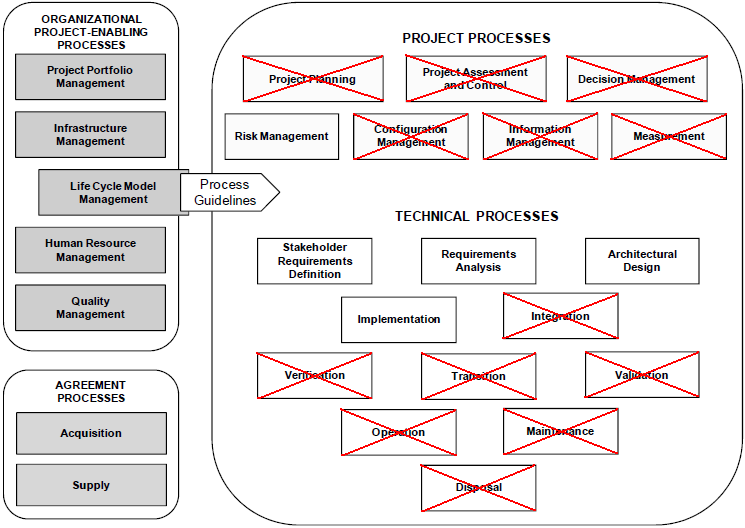 ORGANIZATIONAL
PROJECT-ENABLING
PROCESSES
Project Portfolio
Management
Infrastructure
Management
Life Cycle Model
Management
Human Resource
Management
Quality
Management
AGREEMENT
PROCESSES
Acquisition
Supply
Process
Guidelines
PROJECT PROCESSES
Project Planning
Project Assessment
and Control
Decision Management
Risk Management
Configuration
Management
Information
Management
Measurement
TECHNICAL PROCESSES
Stakeholder
Requirements
Definition
Requirements
Analysis
Architectural
Design
Implementation
Integration
Verification
Transition
Validation
Operation
Maintenance
Disposal